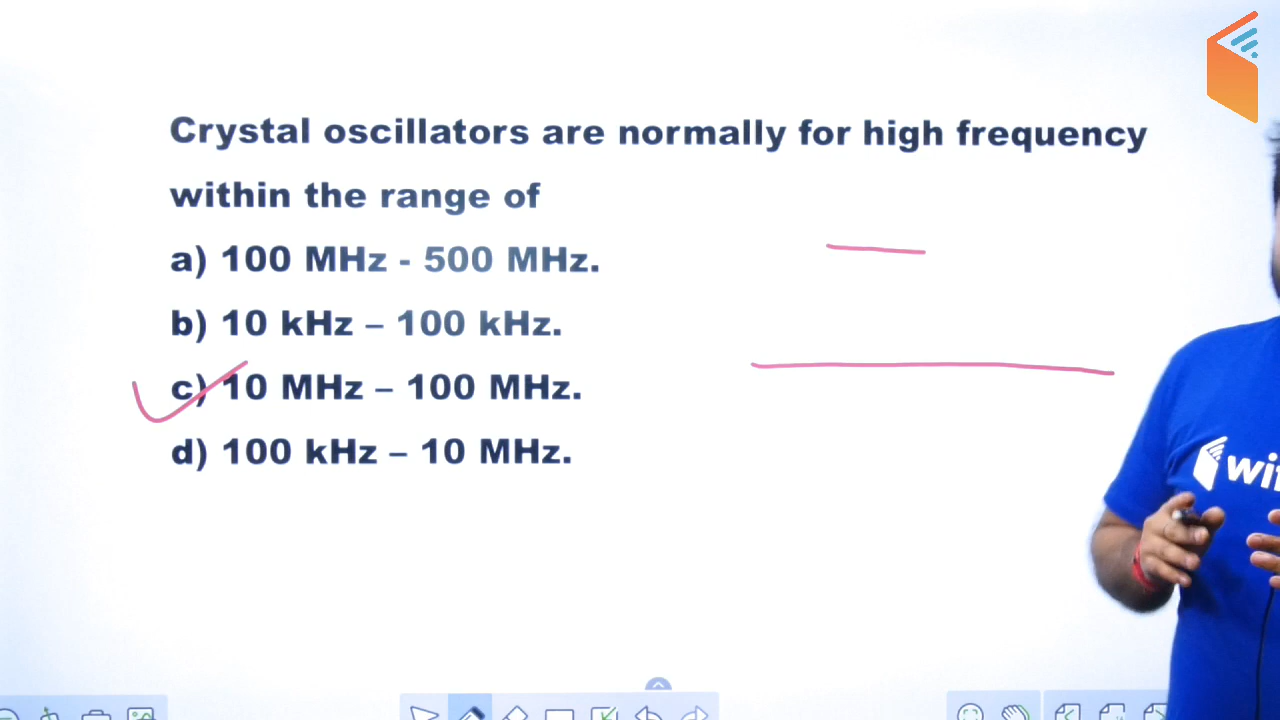 Crystal oscillators are normally for high frequency
within the range of
a) 100 MHz - 500 MHz.
b) 10 kHz – 100 kHz.
c) 10 MHz – 100 MHz.
d) 100 kHz – 10 MHz.